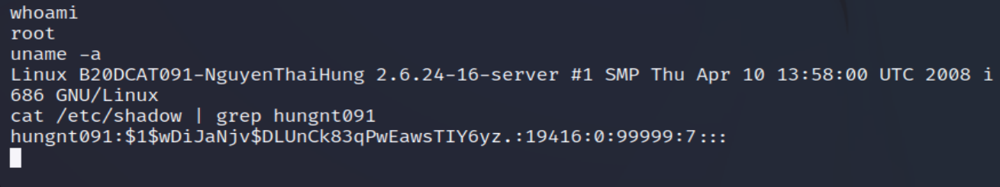 whoami
root
uname -a
Linux B20DCAT091-NguyenThaiHung 2.6.24-16-server #1 SMP Thu Apr 10 13:58:00 UTC 2008 i
686 GNU/Linux
cat /etc/shadow | grep hungnt091
hungnt091:$1$wDiJaNjv$DLUnCk83qPwEawsTIY6yz.:19416:0:99999:7:::